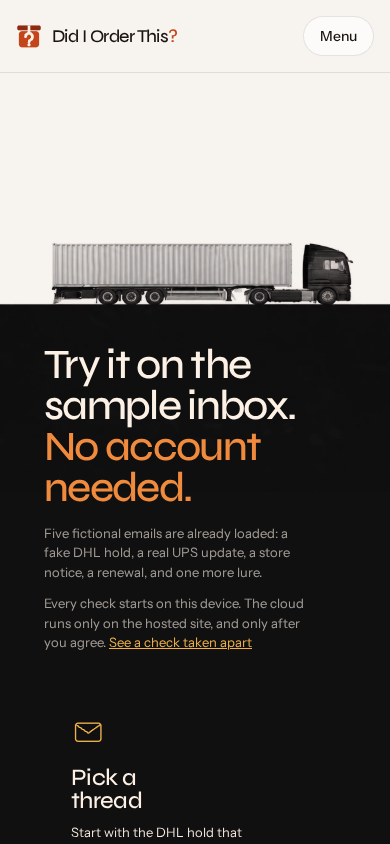 Did I Order This?
Menu
Try it on the
sample inbox.
No account
needed.
Five fictional emails are already loaded: a
fake DHL hold, a real UPS update, a store
notice, a renewal, and one more lure.
Every check starts on this device. The cloud
runs only on the hosted site, and only after
you agree. See a check taken apart
Pick a
thread
Start with the DHL hold that